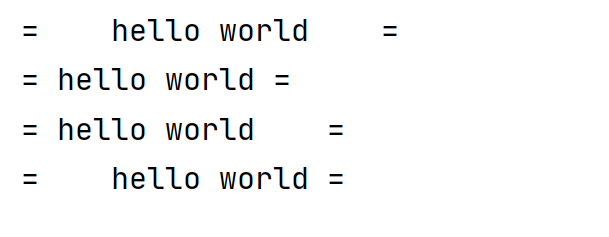 =    hello world    =
= hello world =
= hello world    =
=    hello world =